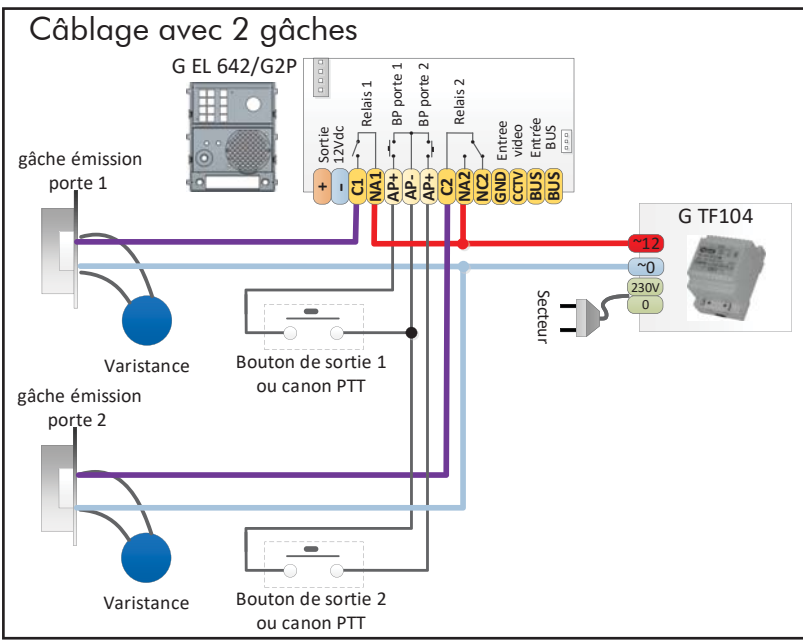 Câblage avec 2 gâches
G EL 642/G2P
Relais 1
BP porte 1
BP porte 2
Relais 2
Sortie
12Vdc
Entree
video
Entrée
BUS
+
-
C1
NA1
AP+
AP-
AP+
C2
NA2
NC2
GND
CCTV
BUS
BUS
gâche émission
porte 1
G TF104
~12
~0
230V
0
Secteur
Varistance
Bouton de sortie 1
ou canon PTT
gâche émission
porte 2
Varistance
Bouton de sortie 2
ou canon PTT